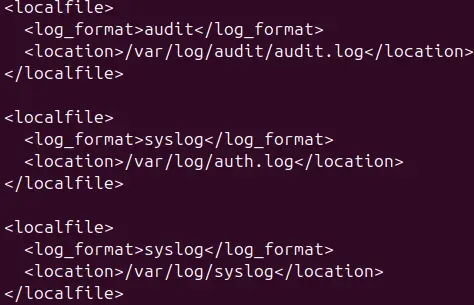 <localfile>
  <log_format>audit</log_format>
  <location>/var/log/audit/audit.log</location>
</localfile>

<localfile>
  <log_format>syslog</log_format>
  <location>/var/log/auth.log</location>
</localfile>

<localfile>
  <log_format>syslog</log_format>
  <location>/var/log/syslog</location>
</localfile>